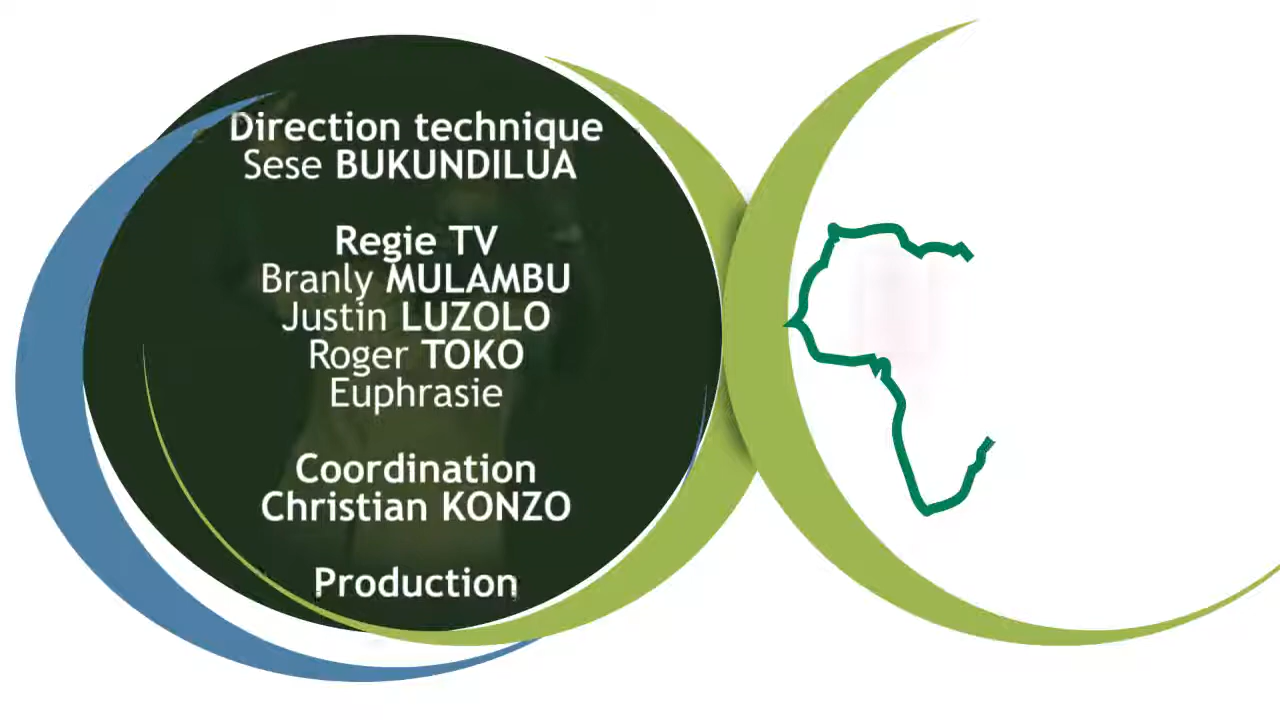 Direction technique
Sese BUKUNDILUA
Regie TV
Branly MULAMBU
Justin LUZOLO
Roger TOKO
Euphrasie
Coordination
Christian KONZO
Production